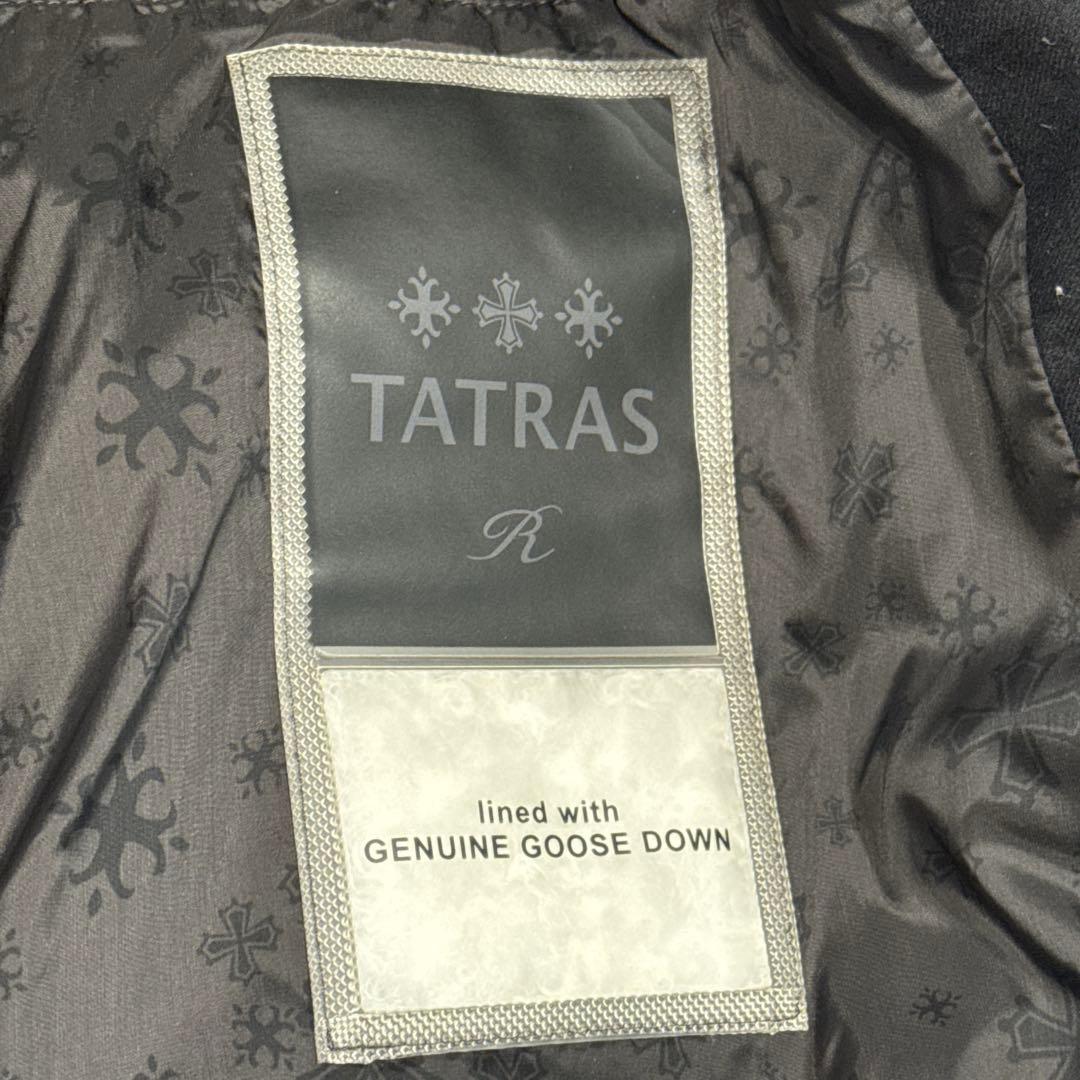 TATRAS
R
lined with
GENUINE GOOSE DOWN